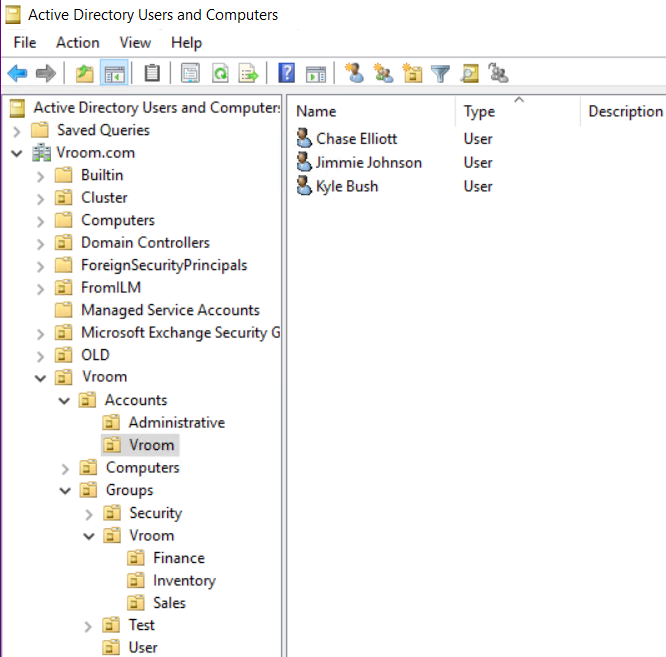 Active Directory Users and Computers
File Action View Help
Active Directory Users and Computers
Saved Queries
Vroom.com
Builtin
Cluster
Computers
Domain Controllers
ForeignSecurityPrincipals
FromILM
Managed Service Accounts
Microsoft Exchange Security G
OLD
Vroom
Accounts
Administrative
Vroom
Computers
Groups
Security
Vroom
Finance
Inventory
Sales
Test
User
Name Type Description
Chase Elliott User
Jimmie Johnson User
Kyle Bush User